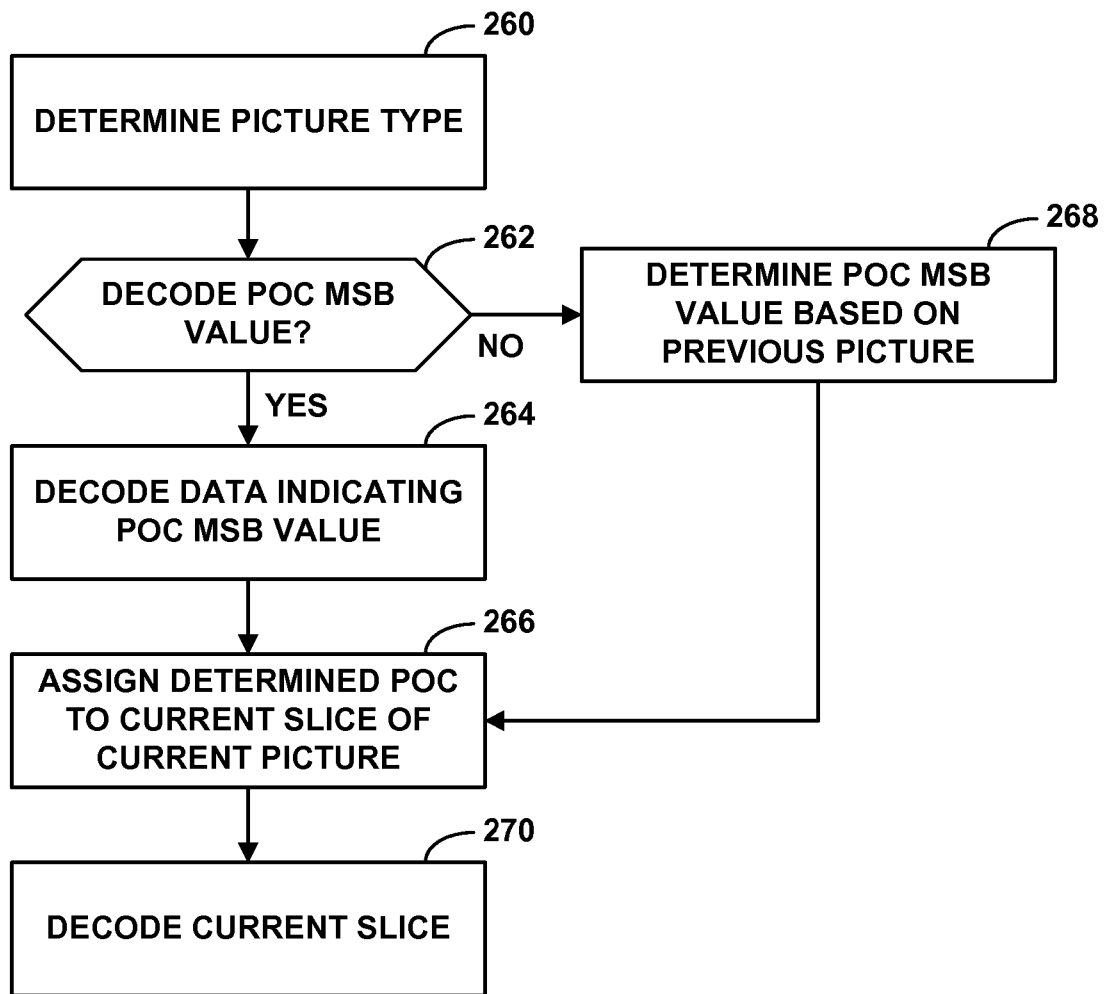 260
DETERMINE PICTURE TYPE
262
DECODE POC MSB
VALUE?
NO
268
DETERMINE POC MSB
VALUE BASED ON
PREVIOUS PICTURE
YES
264
DECODE DATA INDICATING
POC MSB VALUE
266
ASSIGN DETERMINED POC
TO CURRENT SLICE OF
CURRENT PICTURE
270
DECODE CURRENT SLICE